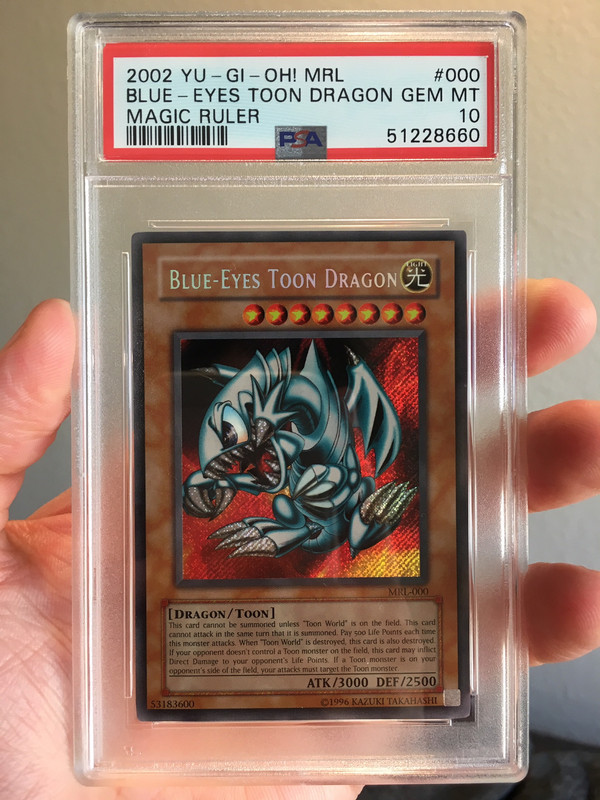 2002 YU-GI-OH! MRL #000
BLUE-EYES TOON DRAGON GEM MT
MAGIC RULER 10
PSA 51228660
BLUE-EYES TOON DRAGON
LIGHT
光
MRL-000
[DRAGON/TOON]
This card cannot be summoned unless "Toon World" is on the field. This card
cannot attack in the same turn that it is summoned. Pay 500 Life Points each time
this monster attacks. When "Toon World" is destroyed, this card is also destroyed.
If your opponent doesn't control a Toon monster on the field, this card may inflict
Direct Damage to your opponent's Life Points. If a Toon monster is on your
opponent's side of the field, your attacks must target the Toon monster.
ATK/3000 DEF/2500
53183600 ©1996 KAZUKI TAKAHASHI